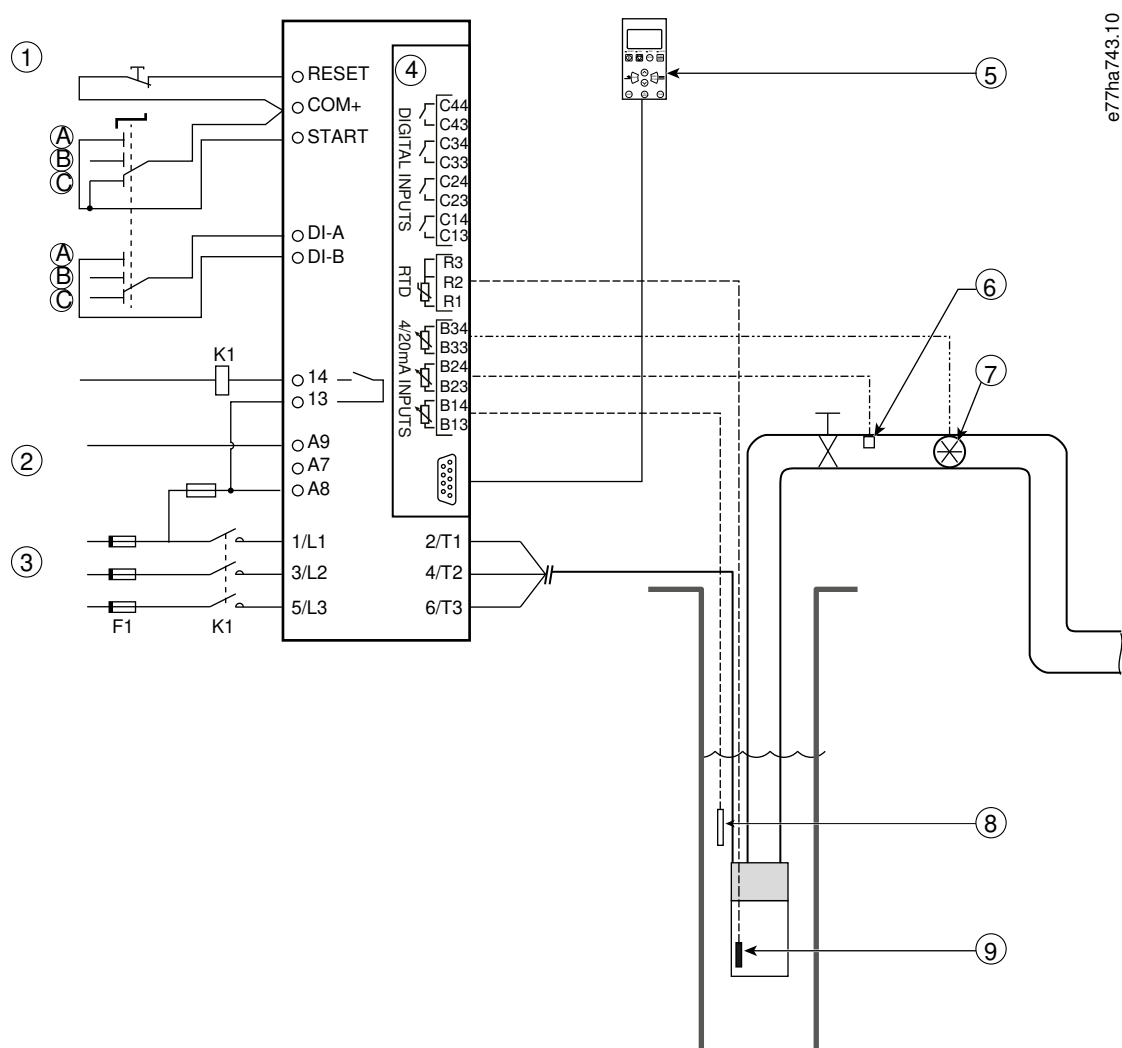 e77ha743.10
1
RESET
COM+
START
A
B
C
DI-A
DI-B
A
B
C
K1
14
13
2
A9
A7
A8
3
1/L1
3/L2
5/L3
F1
K1
2/T1
4/T2
6/T3
4
DIGITAL INPUTS
C44
C43
C34
C33
C24
C23
C14
C13
RTD
R3
R2
R1
4/20mA INPUTS
B34
B33
B24
B23
B14
B13
5
6
7
8
9